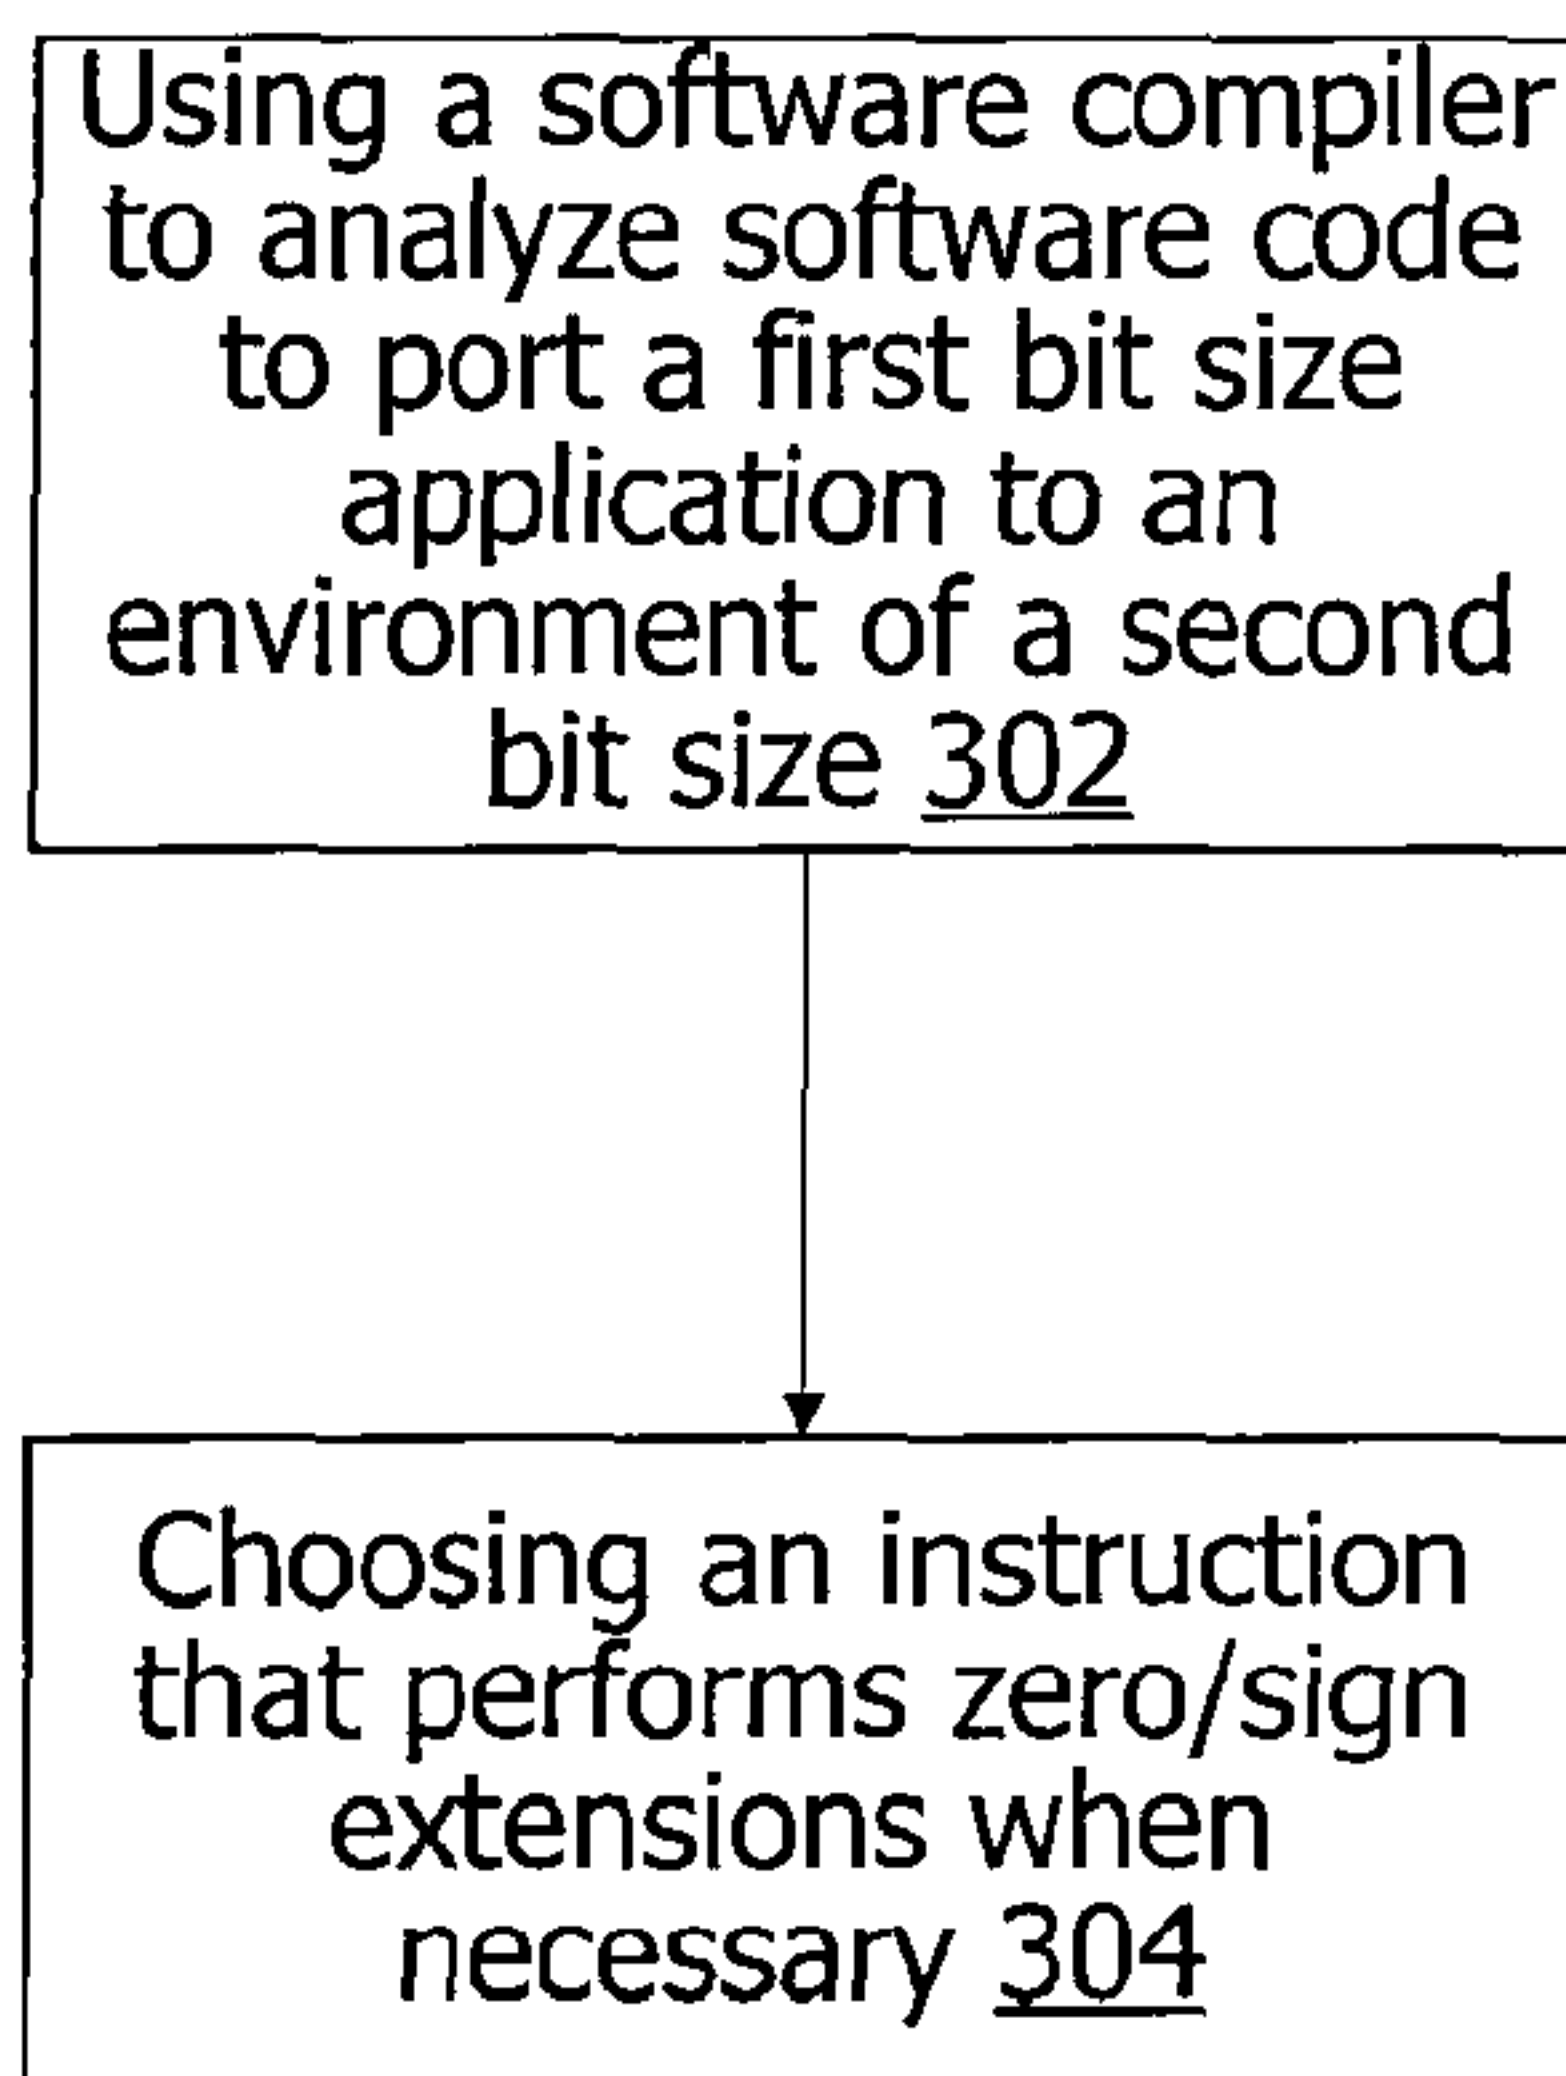 Using a software compiler
to analyze software code
to port a first bit size
application to an
environment of a second
bit size 302
Choosing an instruction
that performs zero/sign
extensions when
necessary 304